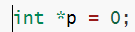 int *p = 0;